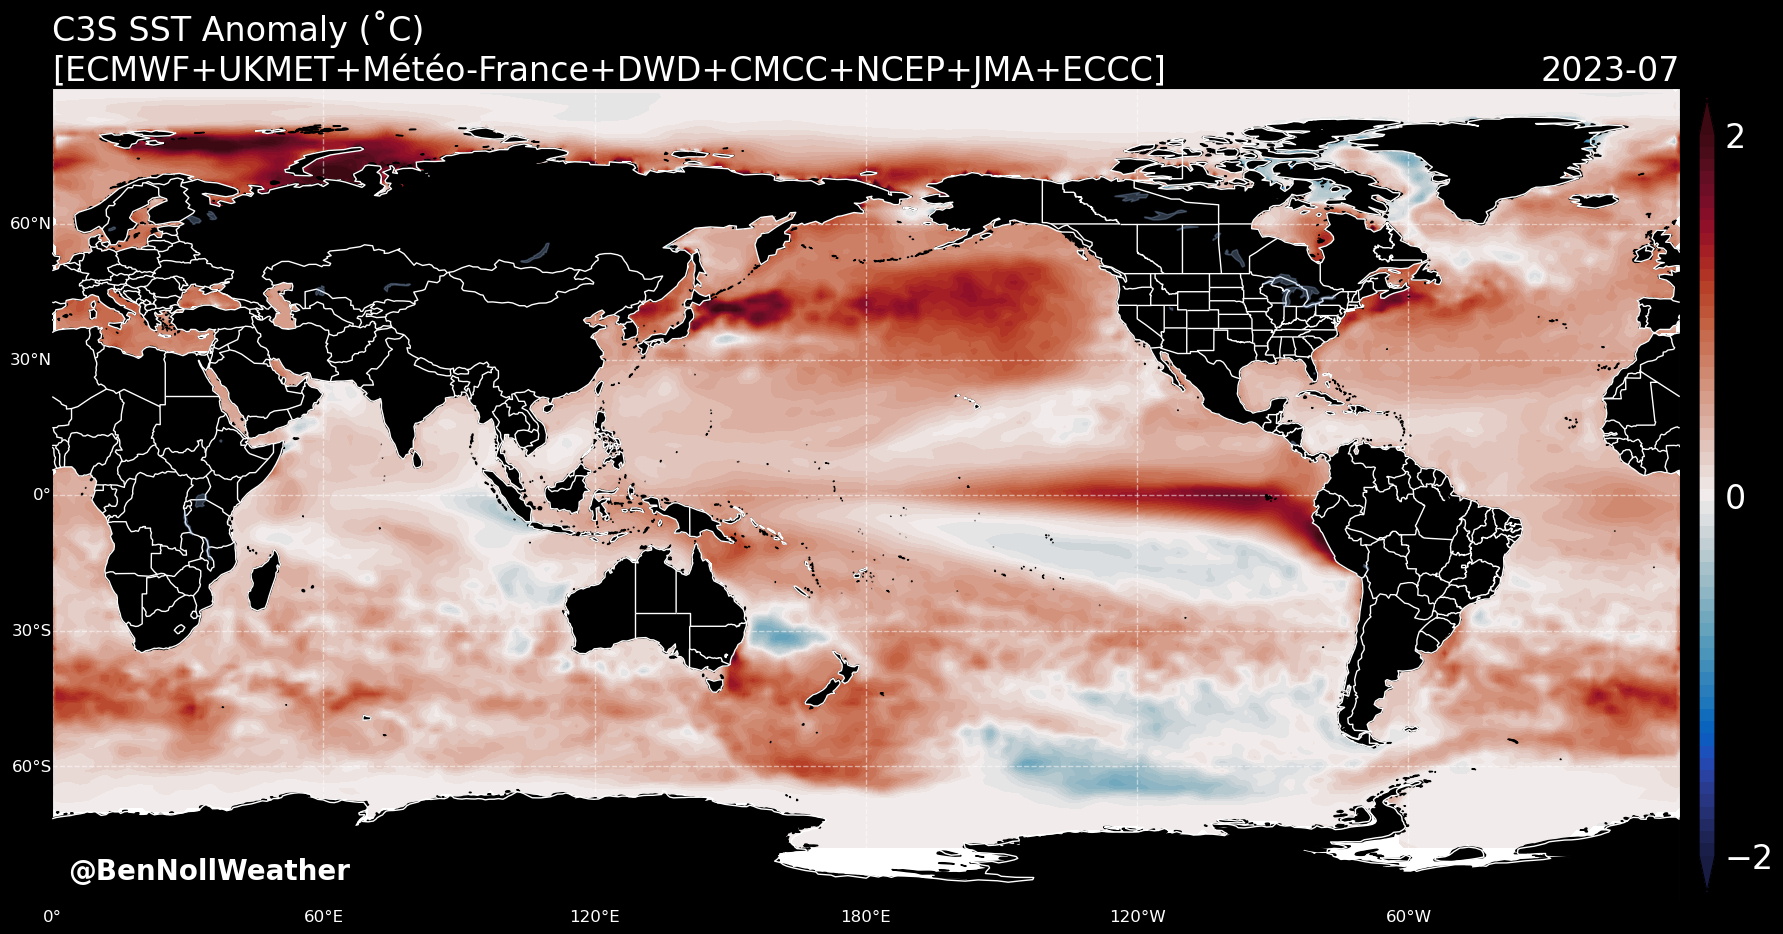 C3S SST Anomaly (˚C)
[ECMWF+UKMET+Météo-France+DWD+CMCC+NCEP+JMA+ECCC]
2023-07
2
60°N
30°N
0°
0
30°S
60°S
−2
@BenNollWeather
0°
60°E
120°E
180°E
120°W
60°W